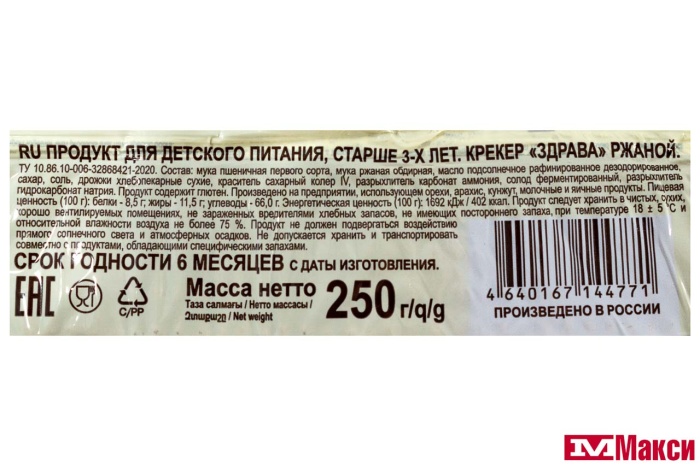 RU ПРОДУКТ ДЛЯ ДЕТСКОГО ПИТАНИЯ, СТАРШЕ 3-Х ЛЕТ. КРЕКЕР «ЗДРАВА» РЖАНОЙ.
ТУ 10.86.10-006-32868421-2020. Состав: мука пшеничная первого сорта, мука ржаная обдирная, масло подсолнечное рафинированное дезодорированное,
сахар, соль, дрожжи хлебопекарные сухие, краситель сахарный колер IV, разрыхлитель карбонат аммония, солод ферментированный, разрыхлитель
гидрокарбонат натрия. Продукт содержит глютен. Произведено на предприятии, использующем орехи, арахис, кунжут, молочные и яичные продукты. Пищевая
ценность (100 г): белки - 8,5 г; жиры - 11,5 г; углеводы - 66,0 г. Энергетическая ценность (100 г): 1692 кДж / 402 ккал. Продукт следует хранить в чистых, сухих,
хорошо вентилируемых помещениях, не зараженных вредителями хлебных запасов, не имеющих постороннего запаха, при температуре 18 ± 5 °С и
относительной влажности воздуха не более 75 %. Продукт не должен подвергаться воздействию
прямого солнечного света и атмосферных осадков. Не допускается хранить и транспортировать
совместно с продуктами, обладающими специфическими запахами.
СРОК ГОДНОСТИ 6 МЕСЯЦЕВ С ДАТЫ ИЗГОТОВЛЕНИЯ.
EAC
C/PP
Масса нетто
Таза салмағы / Нетто массасы /
Զտաքաշը / Net weight
250 г/q/g
4 640167 144771
ПРОИЗВЕДЕНО В РОССИИ
Макси